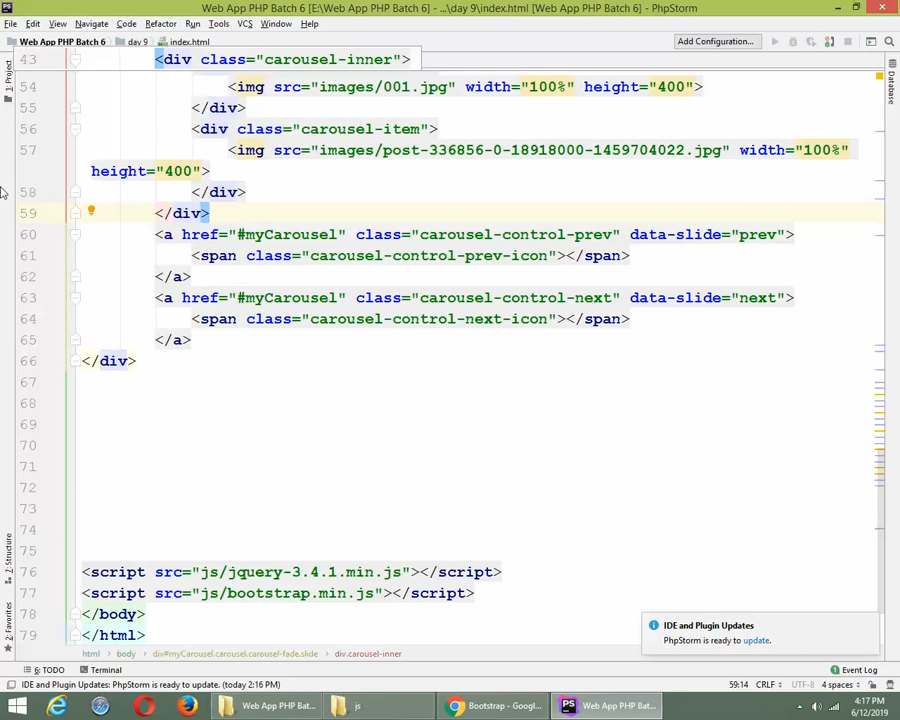 Web App PHP Batch 6 [E:\Web App PHP Batch 6] - ...\day 9\index.html [Web App PHP Batch 6] - PhpStorm
File Edit View Navigate Code Refactor Run Tools VCS Window Help
Web App PHP Batch 6 day 9 index.html Add Configuration...
43 <div class="carousel-inner">
54 <img src="images/001.jpg" width="100%" height="400">
55 </div>
56 <div class="carousel-item">
57 <img src="images/post-336856-0-18918000-1459704022.jpg" width="100%"
height="400">
58 </div>
59 </div>
60 <a href="#myCarousel" class="carousel-control-prev" data-slide="prev">
61 <span class="carousel-control-prev-icon"></span>
62 </a>
63 <a href="#myCarousel" class="carousel-control-next" data-slide="next">
64 <span class="carousel-control-next-icon"></span>
65 </a>
66 </div>
67
68
69
70
71
72
73
74
75
76 <script src="js/jquery-3.4.1.min.js"></script>
77 <script src="js/bootstrap.min.js"></script>
78 </body>
79 </html>
1: Project
Z: Structure
2: Favorites
Database
IDE and Plugin Updates
PhpStorm is ready to update.
html body div#myCarousel.carousel.carousel-fade.slide div.carousel-inner
6: TODO Terminal 1 Event Log
IDE and Plugin Updates: PhpStorm is ready to update. (today 2:16 PM) 59:14 CRLF UTF-8 4 spaces
Web App PHP Bat... js Bootstrap - Googl... Web App PHP Bat...
4:17 PM
6/12/2019